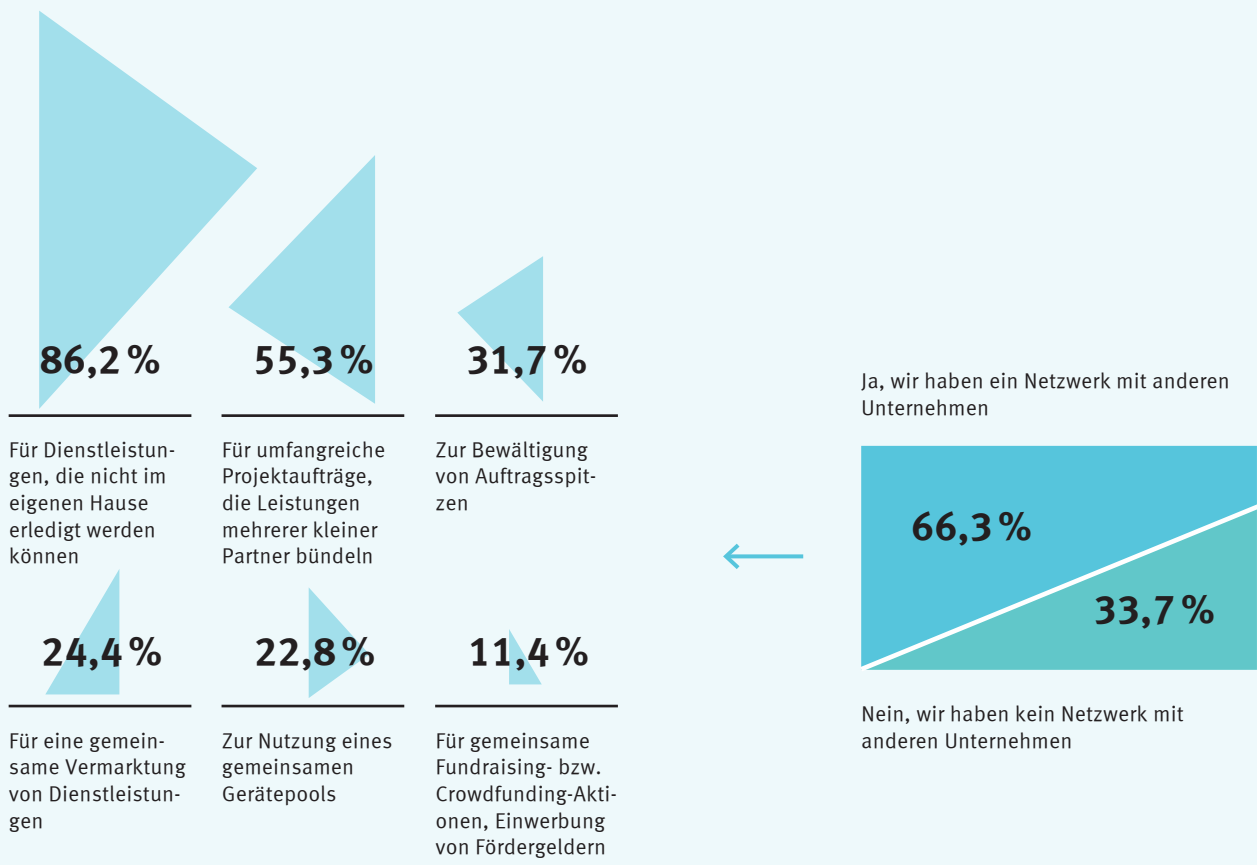 86,2 %
Für Dienstleistun-
gen, die nicht im
eigenen Hause
erledigt werden
können
55,3 %
Für umfangreiche
Projektaufträge,
die Leistungen
mehrerer kleiner
Partner bündeln
31,7 %
Zur Bewältigung
von Auftragsspit-
zen
24,4 %
Für eine gemein-
same Vermarktung
von Dienstleistun-
gen
22,8 %
Zur Nutzung eines
gemeinsamen
Gerätepools
11,4 %
Für gemeinsame
Fundraising- bzw.
Crowdfunding-Akti-
onen, Einwerbung
von Fördergeldern
Ja, wir haben ein Netzwerk mit anderen
Unternehmen
66,3 %
33,7 %
Nein, wir haben kein Netzwerk mit
anderen Unternehmen